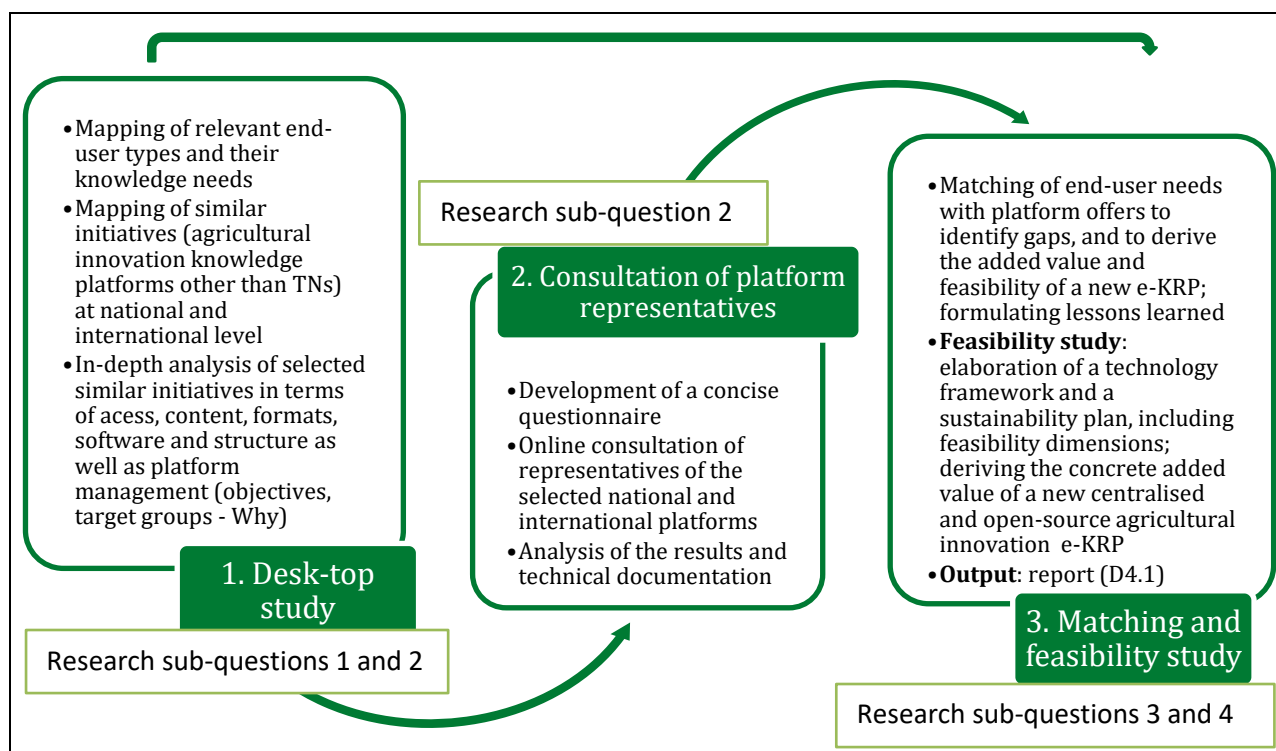 •Mapping of relevant end-
user types and their
knowledge needs
•Mapping of similar
initiatives (agricultural
innovation knowledge
platforms other than TNs)
at national and
international level
•In-depth analysis of selected
similar initiatives in terms
of acess, content, formats,
software and structure as
well as platform
management (objectives,
target groups - Why)
1. Desk-top
study
Research sub-questions 1 and 2
Research sub-question 2
2. Consultation of platform
representatives
•Development of a concise
questionnaire
•Online consultation of
representatives of the
selected national and
international platforms
•Analysis of the results and
technical documentation
•Matching of end-user needs
with platform offers to
identify gaps, and to derive
the added value and
feasibility of a new e-KRP;
formulating lessons learned
•Feasibility study:
elaboration of a technology
framework and a
sustainability plan, including
feasibility dimensions;
deriving the concrete added
value of a new centralised
and open-source agricultural
innovation e-KRP
•Output: report (D4.1)
3. Matching and
feasibility study
Research sub-questions 3 and 4